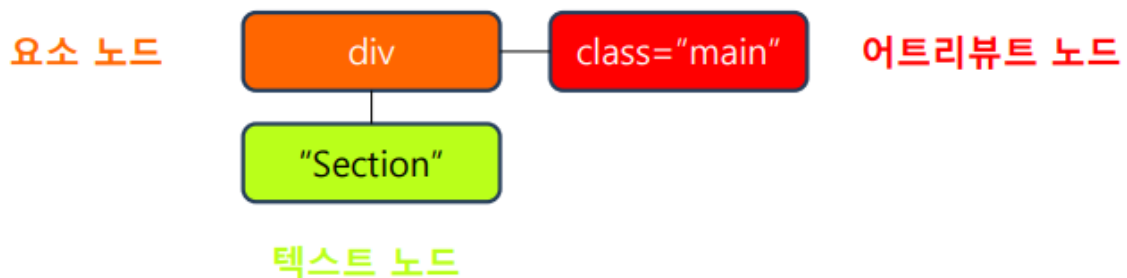 요소 노드 div class="main" 어트리뷰트 노드
"Section"
텍스트 노드